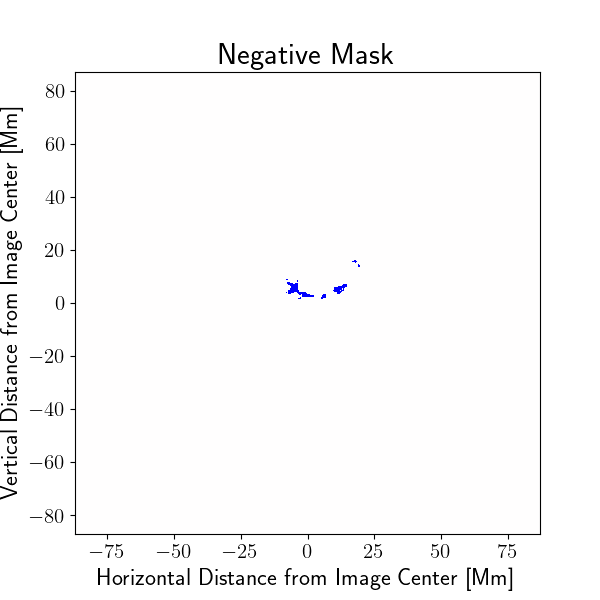 Negative Mask
Vertical Distance from Image Center [Mm]
80
60
40
20
0
−20
−40
−60
−80
−75 −50 −25 0 25 50 75
Horizontal Distance from Image Center [Mm]